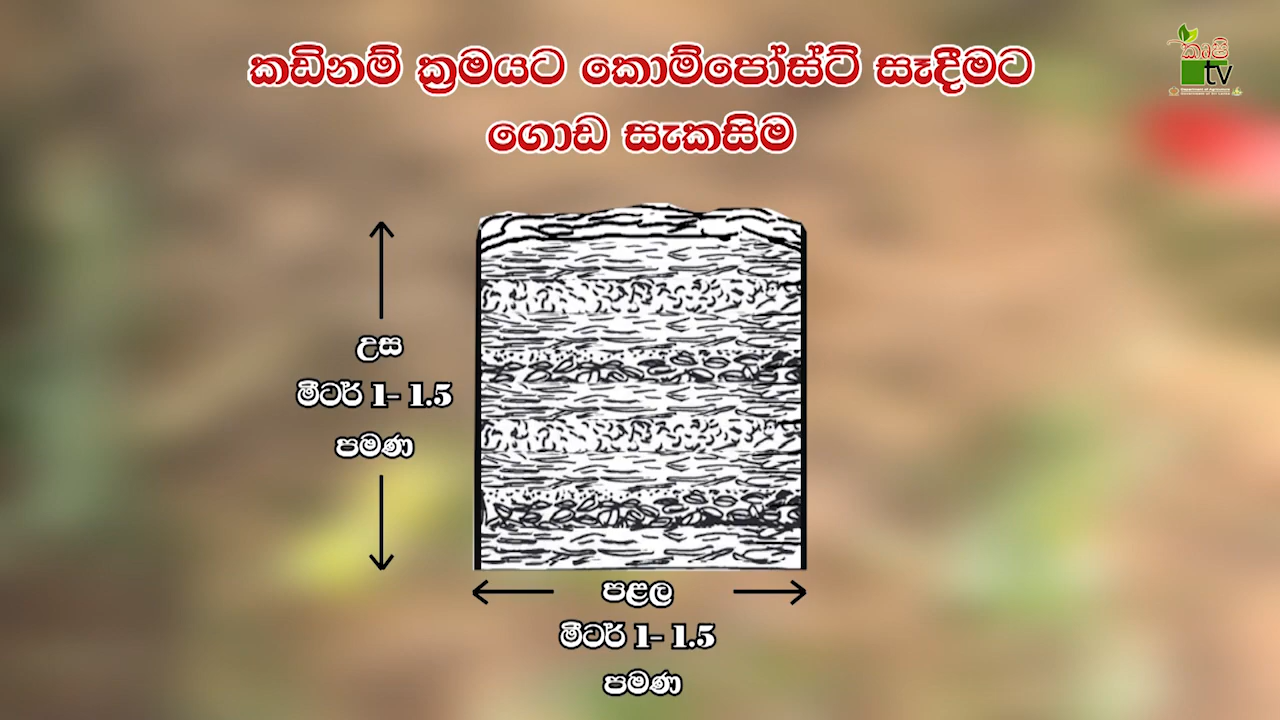 කඩිනම් ක්‍රමයට කොම්පෝස්ට් සෑදීමට
ගොඩ සැකසිම
කෘෂි
tv
උස
මීටර් 1- 1.5
පමණ
පළල
මීටර් 1- 1.5
පමණ